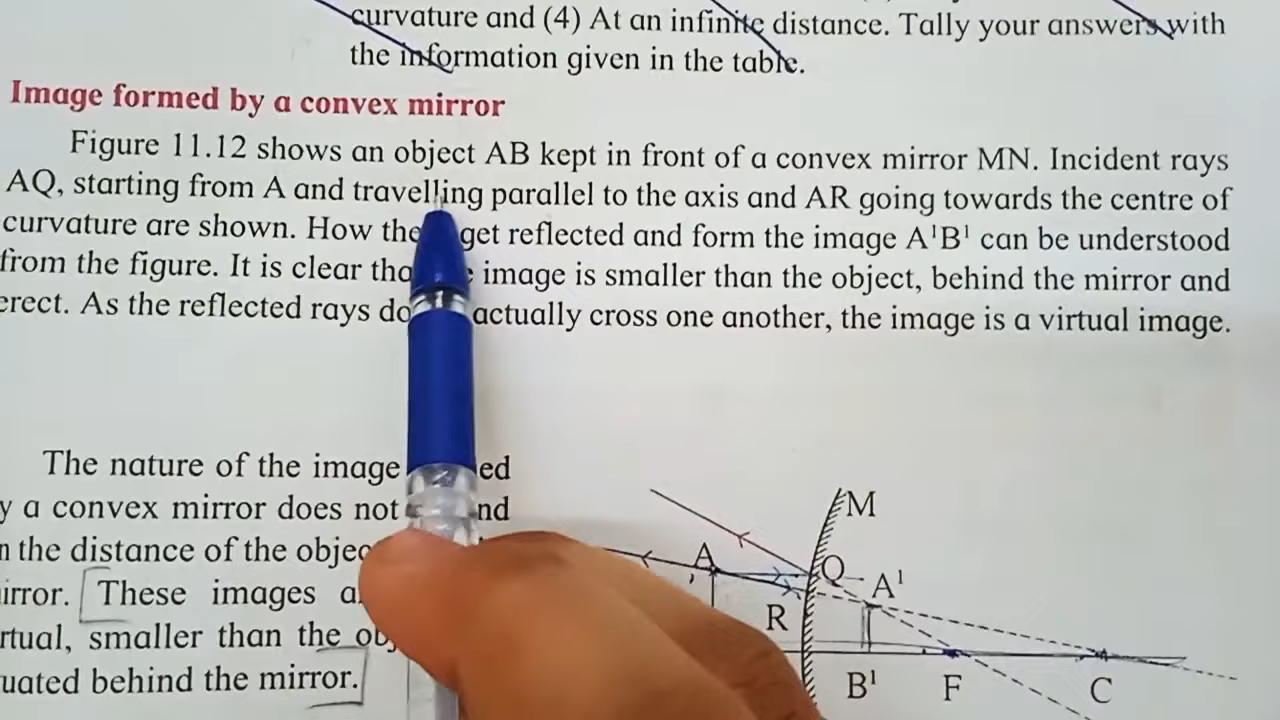 curvature and (4) At an infinite distance. Tally your answers with
the information given in the table.
Image formed by a convex mirror
Figure 11.12 shows an object AB kept in front of a convex mirror MN. Incident rays
AQ, starting from A and travelling parallel to the axis and AR going towards the centre of
curvature are shown. How the get reflected and form the image A'B' can be understood
from the figure. It is clear image is smaller than the object, behind the mirror and
erect. As the reflected rays do actually cross one another, the image is a virtual image.
The nature of the image ed
y a convex mirror does not nd
n the distance of the objec
irror. These images a
rtual, smaller than the ob
uated behind the mirror.
M
A
Q
A'
R
B'
F
C